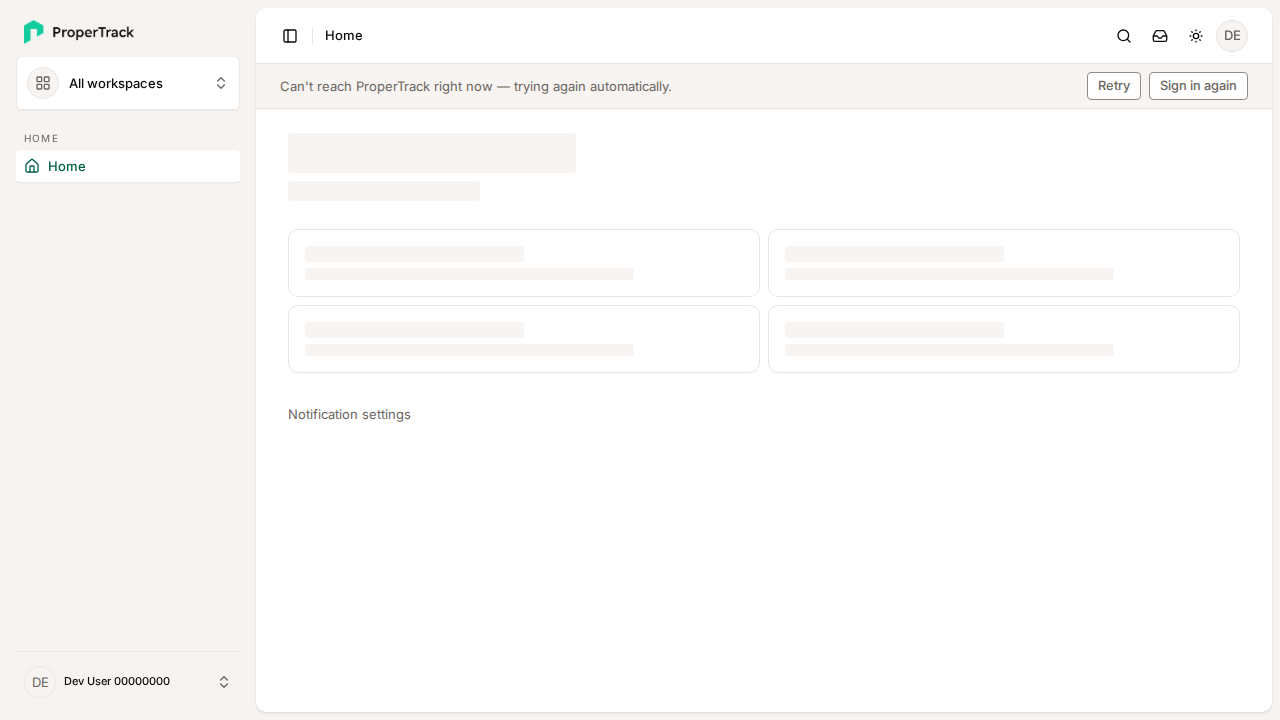 ProperTrack
All workspaces
HOME
Home
Dev User 00000000
DE
Home
DE
Can't reach ProperTrack right now — trying again automatically.
Retry
Sign in again
Notification settings